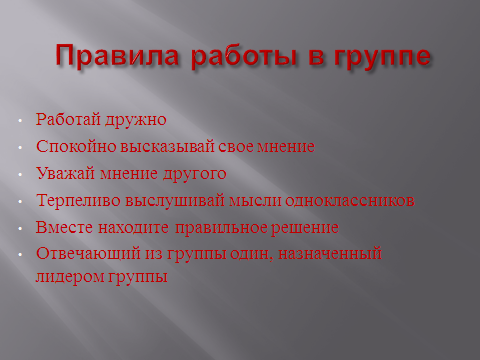 Правила работы в группе
Работай дружно
Спокойно высказывай свое мнение
Уважай мнение другого
Терпеливо выслушивай мысли одноклассников
Вместе находите правильное решение
Отвечающий из группы один, назначенный
лидером группы